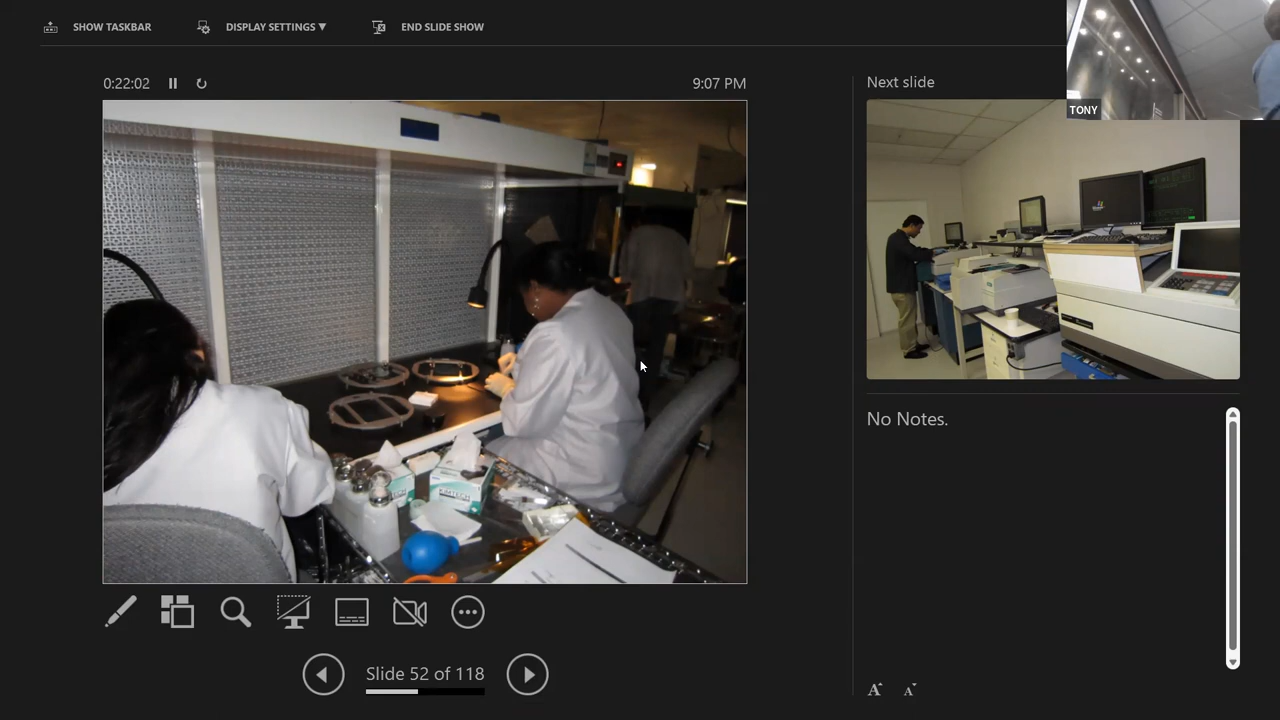 SHOW TASKBAR
DISPLAY SETTINGS ▼
END SLIDE SHOW
0:22:02
9:07 PM
Next slide
TONY
KIMTECH
No Notes.
Slide 52 of 118